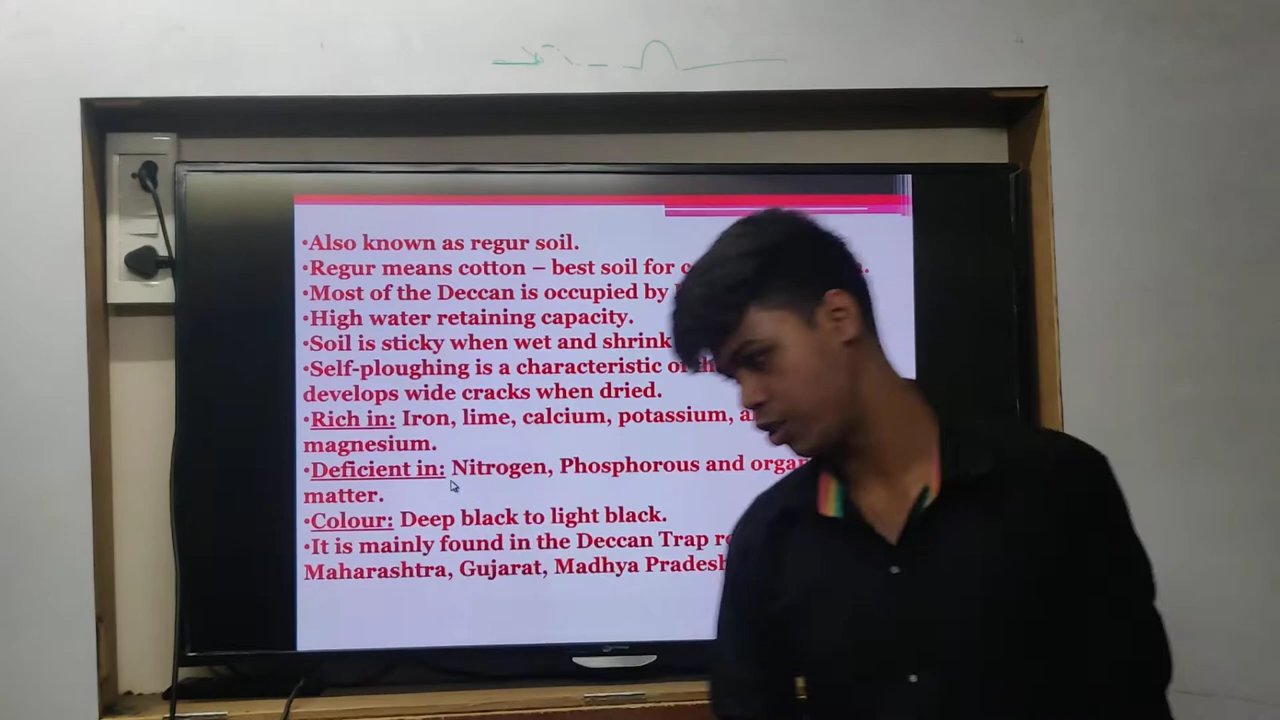 •Also known as regur soil.
•Regur means cotton – best soil for
•Most of the Deccan is occupied by
•High water retaining capacity.
•Soil is sticky when wet and shrink
•Self-ploughing is a characteristic
develops wide cracks when dried.
•Rich in: Iron, lime, calcium, potassium,
magnesium.
•Deficient in: Nitrogen, Phosphorous and
matter.
•Colour: Deep black to light black.
•It is mainly found in the Deccan Trap
Maharashtra, Gujarat, Madhya Pradesh